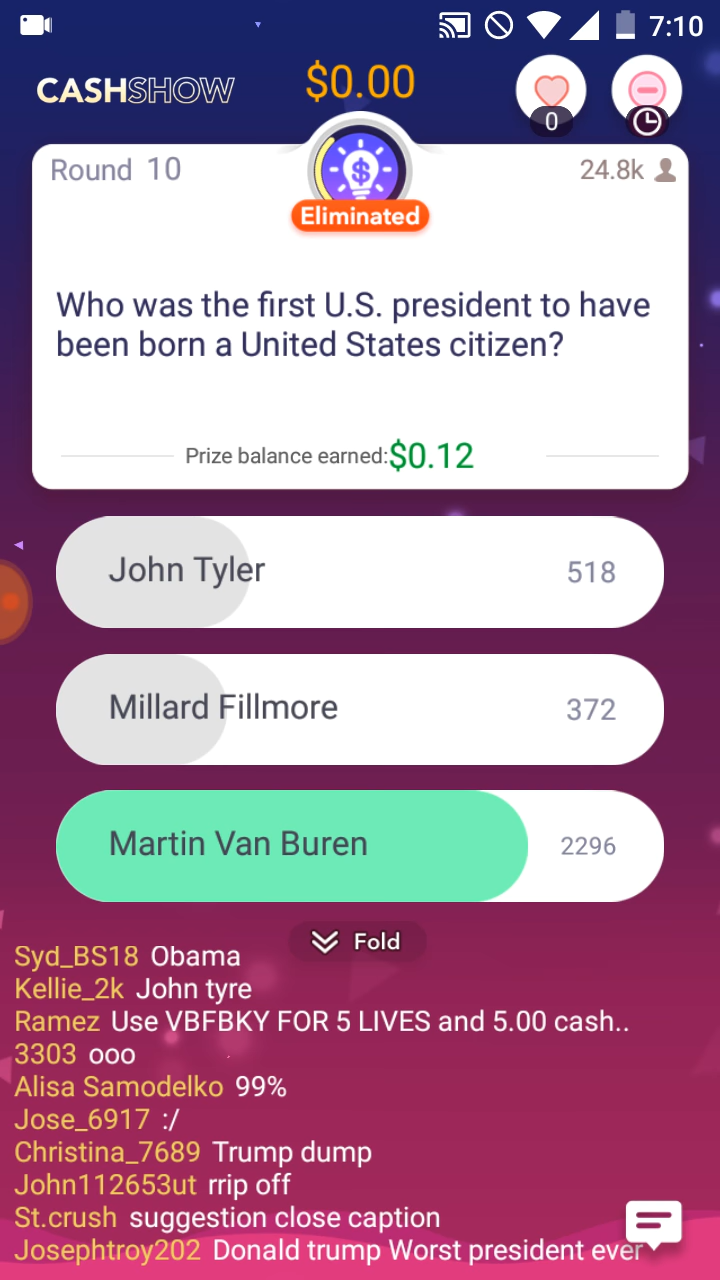 7:10
CASHSHOW
$0.00
0
Round 10
24.8k
$
Eliminated
Who was the first U.S. president to have
been born a United States citizen?
Prize balance earned:$0.12
John Tyler 518
Millard Fillmore 372
Martin Van Buren 2296
Fold
Syd_BS18 Obama
Kellie_2k John tyre
Ramez Use VBFBKY FOR 5 LIVES and 5.00 cash..
3303 ooo
Alisa Samodelko 99%
Jose_6917 :/
Christina_7689 Trump dump
John112653ut rrip off
St.crush suggestion close caption
Josephtroy202 Donald trump Worst president ever